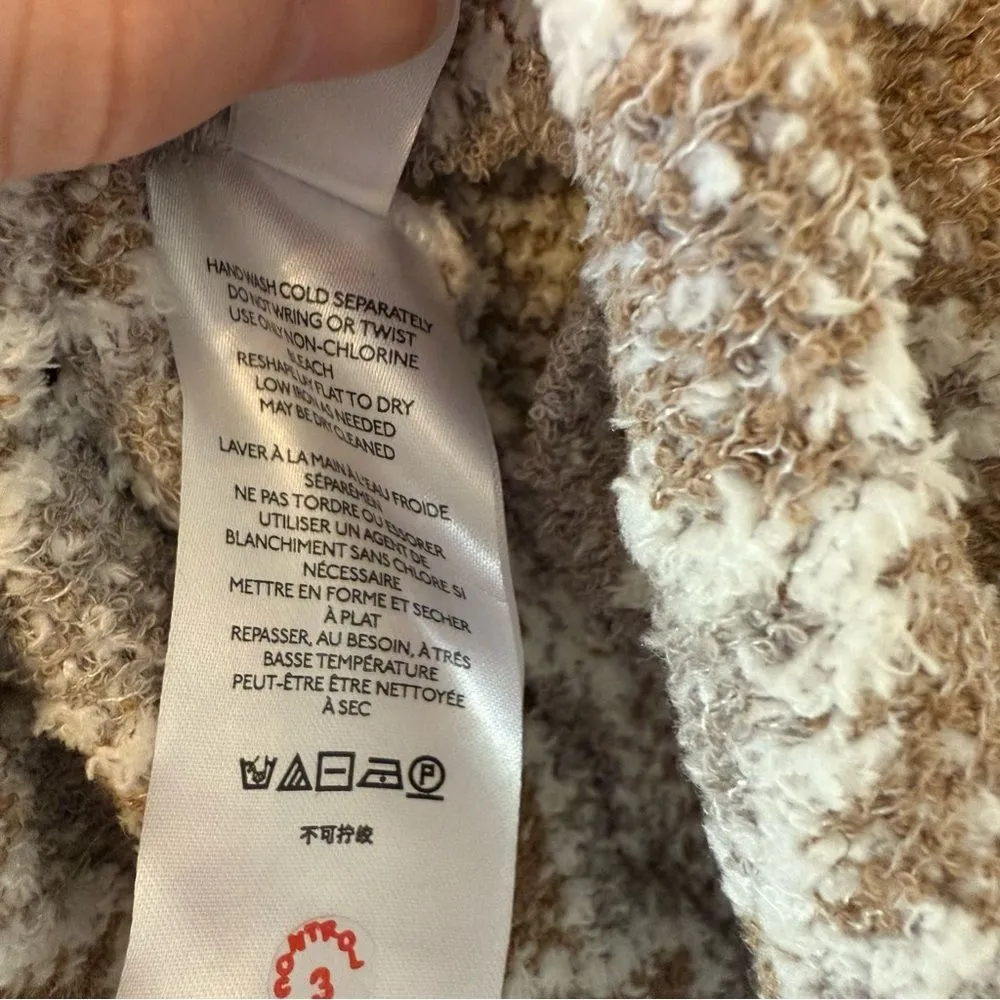 HAND WASH COLD SEPARATELY
DO NOT WRING OR TWIST
USE ONLY NON-CHLORINE
BLEACH
RESHAPE LAY FLAT TO DRY
LOW IRON AS NEEDED
MAY BE DRY CLEANED
LAVER À LA MAIN À L'EAU FROIDE
SÉPARÉMENT
NE PAS TORDRE OU ESSORER
UTILISER UN AGENT DE
BLANCHIMENT SANS CHLORE SI
NÉCESSAIRE
METTRE EN FORME ET SECHER
À PLAT
REPASSER, AU BESOIN, À TRÉS
BASSE TEMPÉRATURE
PEUT-ÊTRE ÊTRE NETTOYÉE
À SEC
P
不可拧绞
CONTROL
3